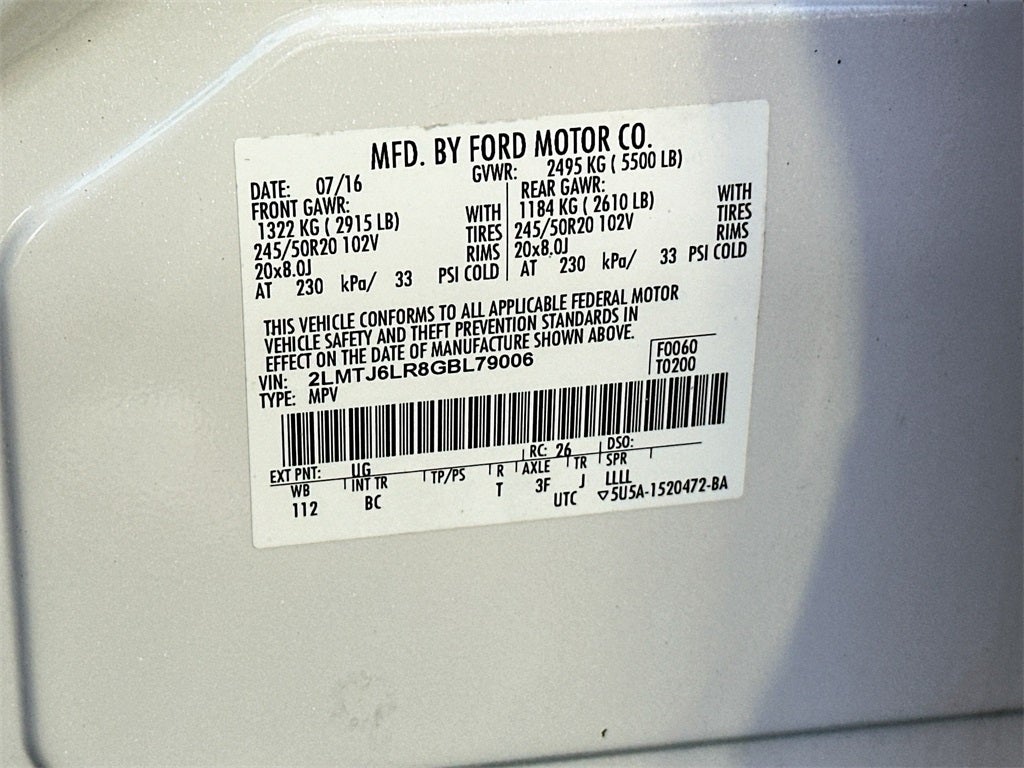 MFD. BY FORD MOTOR CO.
DATE: 07/16 GVWR: 2495 KG ( 5500 LB)
FRONT GAWR: REAR GAWR:
1322 KG ( 2915 LB) WITH 1184 KG ( 2610 LB) WITH
245/50R20 102V TIRES 245/50R20 102V TIRES
20x8.0J RIMS 20x8.0J RIMS
AT 230 kPa/ 33 PSI COLD AT 230 kPa/ 33 PSI COLD
THIS VEHICLE CONFORMS TO ALL APPLICABLE FEDERAL MOTOR
VEHICLE SAFETY AND THEFT PREVENTION STANDARDS IN
EFFECT ON THE DATE OF MANUFACTURE SHOWN ABOVE.
VIN: 2LMTJ6LR8GBL79006 F0060
TYPE: MPV T0200
EXT PNT: UG RC: 26 DSO:
WB INT TR TP/PS R AXLE TR SPR
112 BC T 3F J LLLL
UTC ▽5U5A-1520472-BA